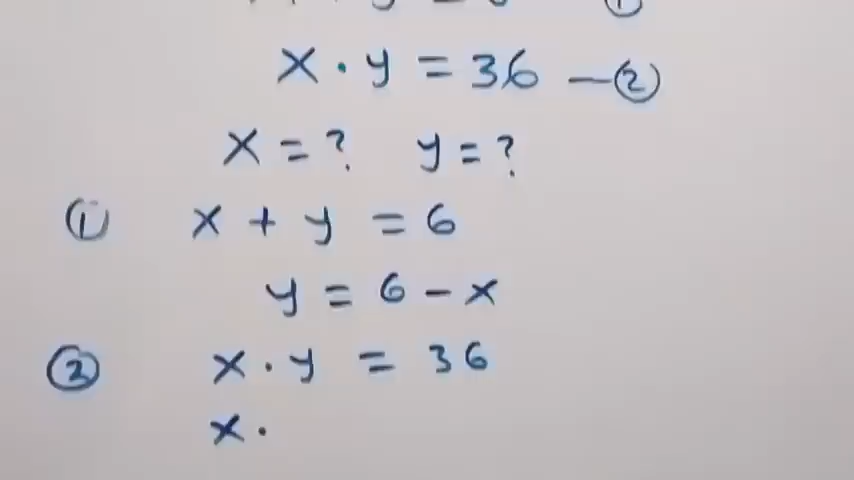 x · y = 36 —②
x = ? y = ?
① x + y = 6
y = 6 - x
② x · y = 36
x ·